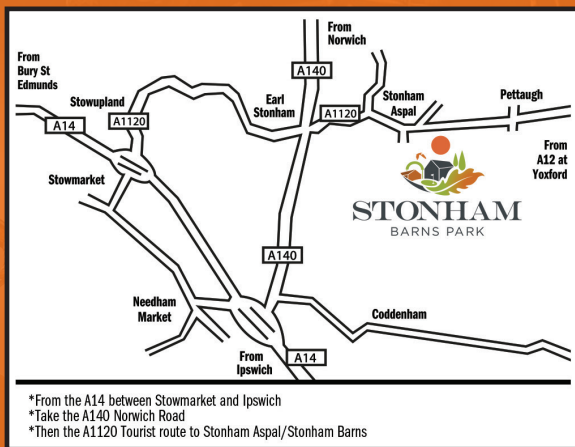 From
Norwich
From
Bury St
Edmunds
A140
Stowupland
Earl
Stonham
Stonham
Aspal
Pettaugh
A14
A1120
A1120
From
A12 at
Yoxford
Stowmarket
STONHAM
BARNS PARK
A140
Needham
Market
Coddenham
From
Ipswich
A14
*From the A14 between Stowmarket and Ipswich
*Take the A140 Norwich Road
*Then the A1120 Tourist route to Stonham Aspal/Stonham Barns